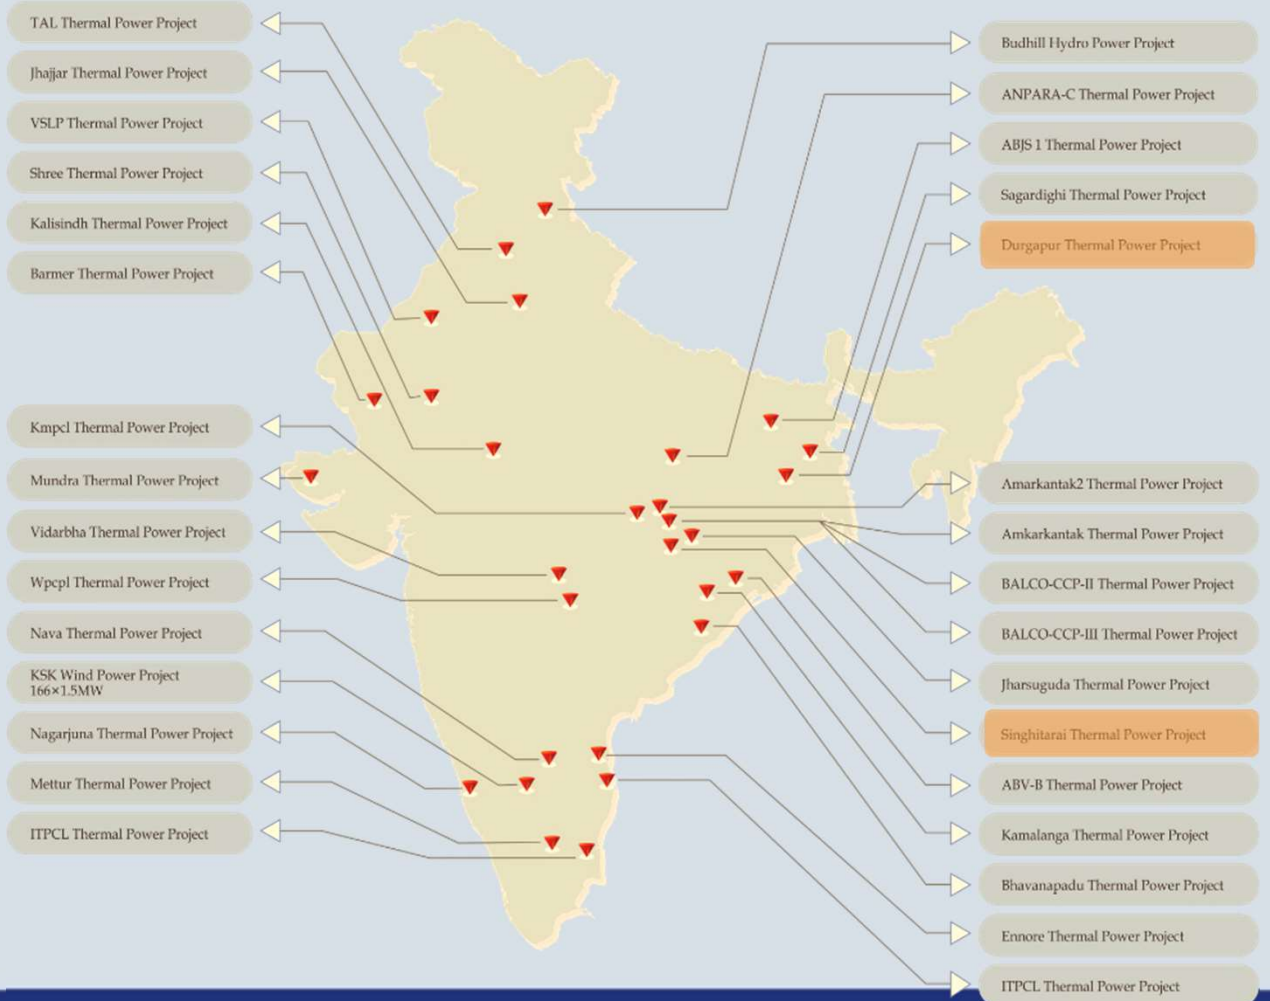 TAL Thermal Power Project
Jhajjar Thermal Power Project
VSLP Thermal Power Project
Shree Thermal Power Project
Kalisindh Thermal Power Project
Barmer Thermal Power Project
Kmpcl Thermal Power Project
Mundra Thermal Power Project
Vidarbha Thermal Power Project
Wpcpl Thermal Power Project
Nava Thermal Power Project
KSK Wind Power Project
166×1.5MW
Nagarjuna Thermal Power Project
Mettur Thermal Power Project
ITPCL Thermal Power Project
Budhill Hydro Power Project
ANPARA-C Thermal Power Project
ABJS 1 Thermal Power Project
Sagardighi Thermal Power Project
Durgapur Thermal Power Project
Amarkantak2 Thermal Power Project
Amkarkantak Thermal Power Project
BALCO-CCP-II Thermal Power Project
BALCO-CCP-III Thermal Power Project
Jharsuguda Thermal Power Project
Singhitarai Thermal Power Project
ABV-B Thermal Power Project
Kamalanga Thermal Power Project
Bhavanapadu Thermal Power Project
Ennore Thermal Power Project
ITPCL Thermal Power Project